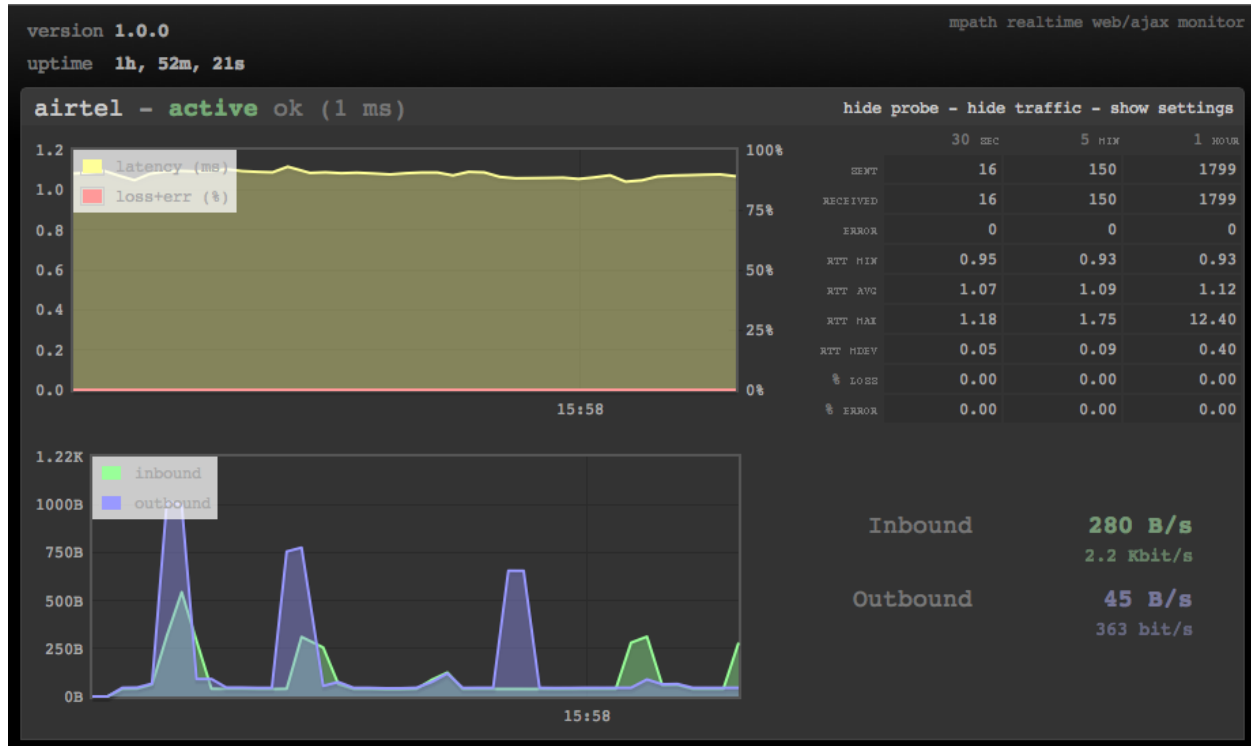 version 1.0.0
mpath realtime web/ajax monitor
uptime 1h, 52m, 21s
airtel - active ok (1 ms)
hide probe - hide traffic - show settings
30 SEC 5 MIN 1 HOUR
SENT 16 150 1799
RECEIVED 16 150 1799
ERROR 0 0 0
RTT MIN 0.95 0.93 0.93
RTT AVG 1.07 1.09 1.12
RTT MAX 1.18 1.75 12.40
RTT MDEV 0.05 0.09 0.40
% LOSS 0.00 0.00 0.00
% ERROR 0.00 0.00 0.00
latency (ms)
loss+err (%)
1.2
1.0
0.8
0.6
0.4
0.2
0.0
100%
75%
50%
25%
0%
15:58
inbound
outbound
1.22K
1000B
750B
500B
250B
0B
15:58
Inbound 280 B/s
2.2 Kbit/s
Outbound 45 B/s
363 bit/s